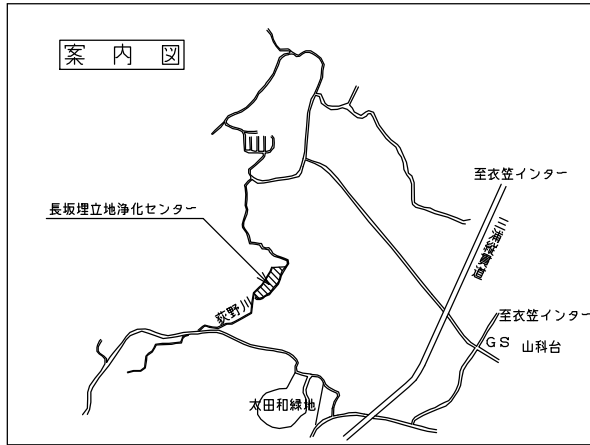 案内図
至衣笠インター
長坂埋立地浄化センター
三浦縦貫道
荻野川
至衣笠インター
GS 山科台
太田和緑地